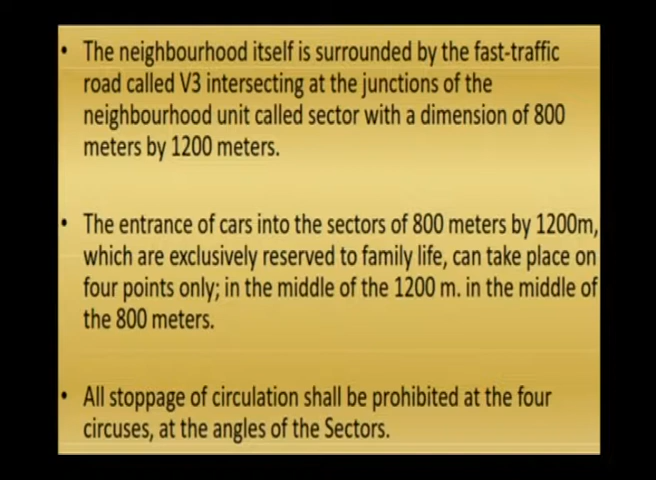 • The neighbourhood itself is surrounded by the fast-traffic
road called V3 intersecting at the junctions of the
neighbourhood unit called sector with a dimension of 800
meters by 1200 meters.
• The entrance of cars into the sectors of 800 meters by 1200m,
which are exclusively reserved to family life, can take place on
four points only; in the middle of the 1200 m. in the middle of
the 800 meters.
• All stoppage of circulation shall be prohibited at the four
circuses, at the angles of the Sectors.